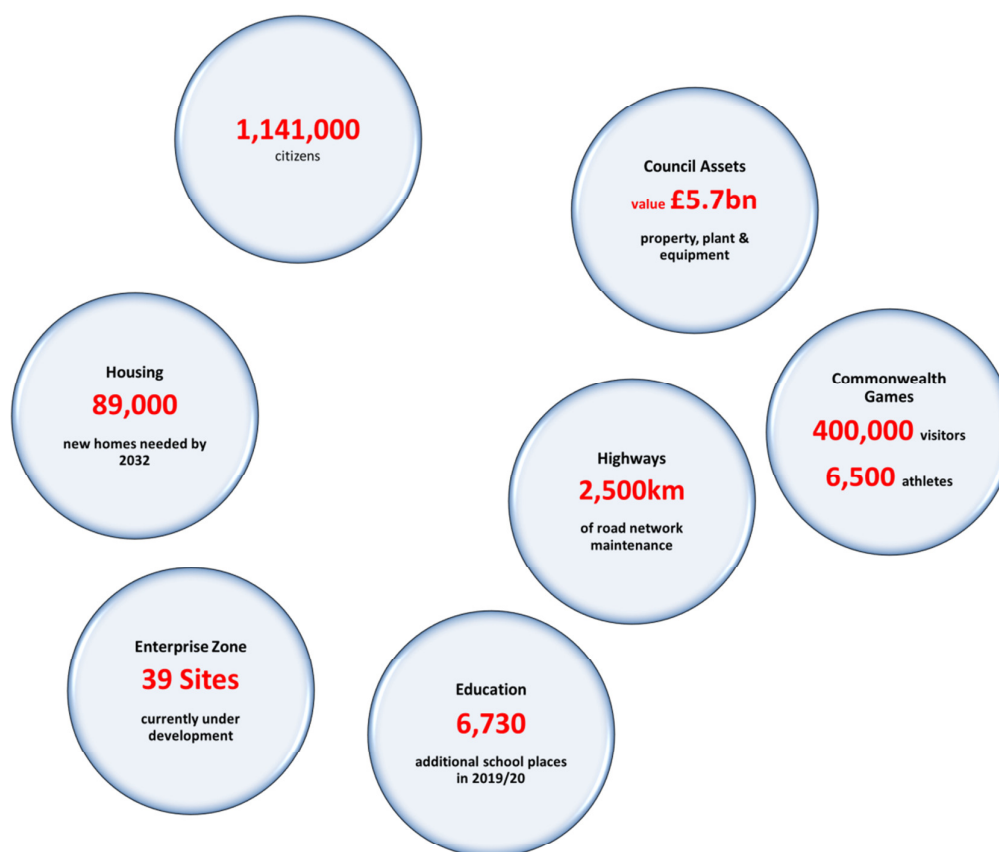 1,141,000
citizens
Council Assets
value £5.7bn
property, plant &
equipment
Housing
89,000
new homes needed by
2032
Commonwealth
Games
400,000 visitors
6,500 athletes
Highways
2,500km
of road network
maintenance
Enterprise Zone
39 Sites
currently under
development
Education
6,730
additional school places
in 2019/20